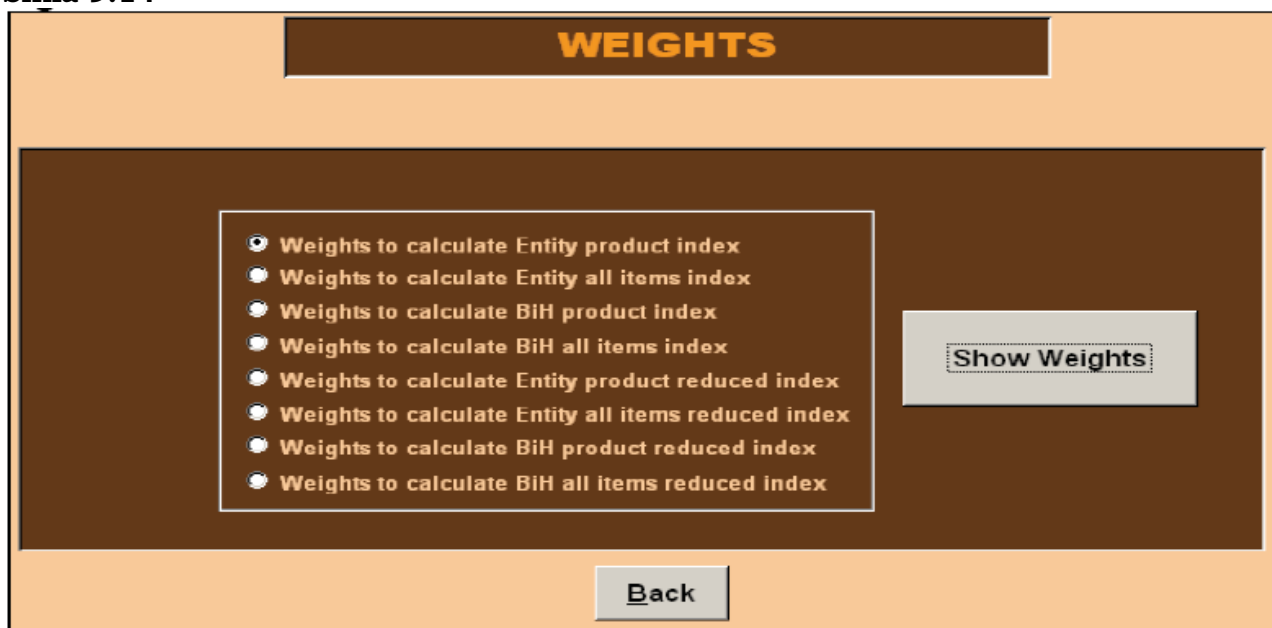 WEIGHTS
Weights to calculate Entity product index
Weights to calculate Entity all items index
Weights to calculate BiH product index
Weights to calculate BiH all items index
Weights to calculate Entity product reduced index
Weights to calculate Entity all items reduced index
Weights to calculate BiH product reduced index
Weights to calculate BiH all items reduced index
Show Weights
Back